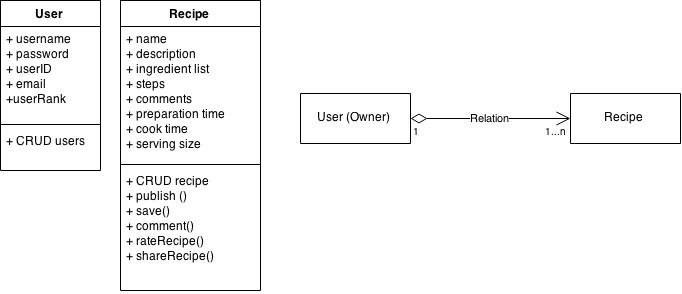 User
+ username
+ password
+ userID
+ email
+userRank
+ CRUD users
Recipe
+ name
+ description
+ ingredient list
+ steps
+ comments
+ preparation time
+ cook time
+ serving size
+ CRUD recipe
+ publish ()
+ save()
+ comment()
+ rateRecipe()
+ shareRecipe()
User (Owner)
1
Relation
1...n
Recipe